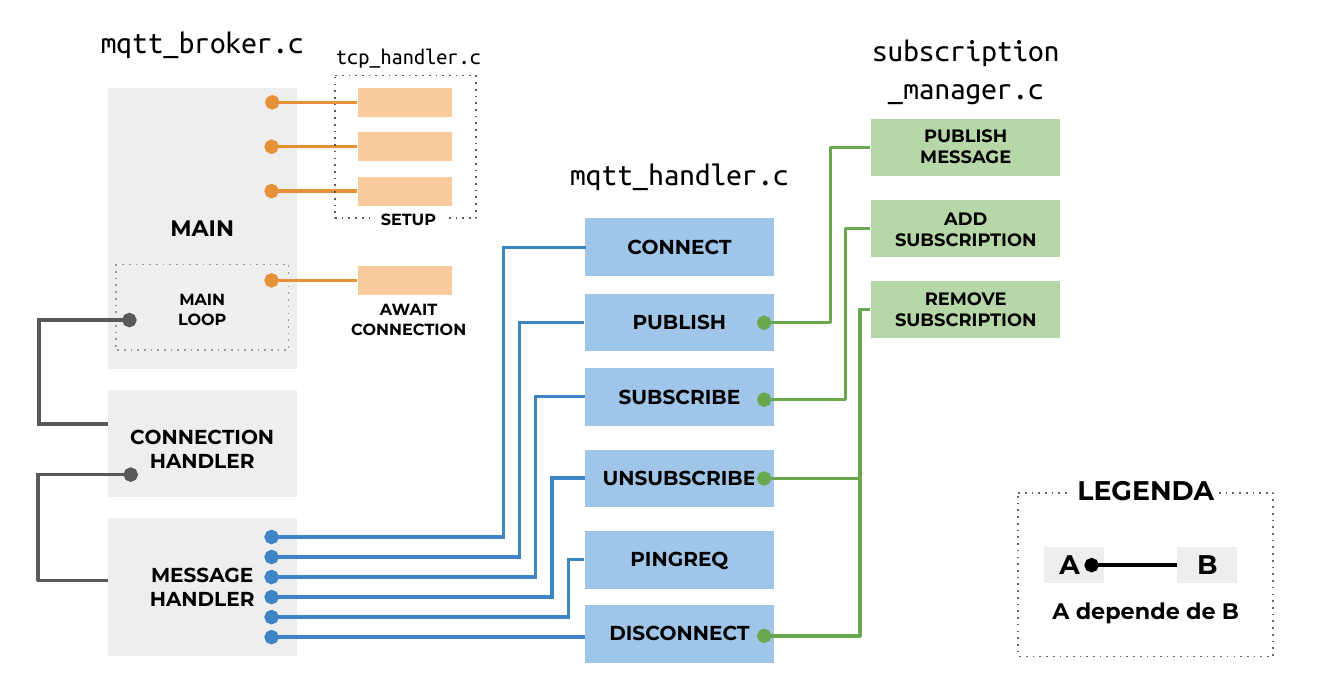 mqtt_broker.c
tcp_handler.c
SETUP
MAIN
MAIN
LOOP
AWAIT
CONNECTION
CONNECTION
HANDLER
MESSAGE
HANDLER
mqtt_handler.c
CONNECT
PUBLISH
SUBSCRIBE
UNSUBSCRIBE
PINGREQ
DISCONNECT
subscription
_manager.c
PUBLISH
MESSAGE
ADD
SUBSCRIPTION
REMOVE
SUBSCRIPTION
LEGENDA
A B
A depende de B